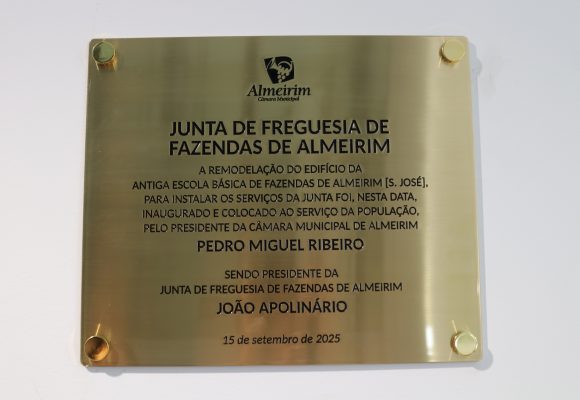 Almeirim
Câmara Municipal
JUNTA DE FREGUESIA DE
FAZENDAS DE ALMEIRIM
A REMODELAÇÃO DO EDIFÍCIO DA
ANTIGA ESCOLA BÁSICA DE FAZENDAS DE ALMEIRIM [S. JOSÉ],
PARA INSTALAR OS SERVIÇOS DA JUNTA FOI, NESTA DATA,
INAUGURADO E COLOCADO AO SERVIÇO DA POPULAÇÃO,
PELO PRESIDENTE DA CÂMARA MUNICIPAL DE ALMEIRIM
PEDRO MIGUEL RIBEIRO
SENDO PRESIDENTE DA
JUNTA DE FREGUESIA DE FAZENDAS DE ALMEIRIM
JOÃO APOLINÁRIO
15 de setembro de 2025